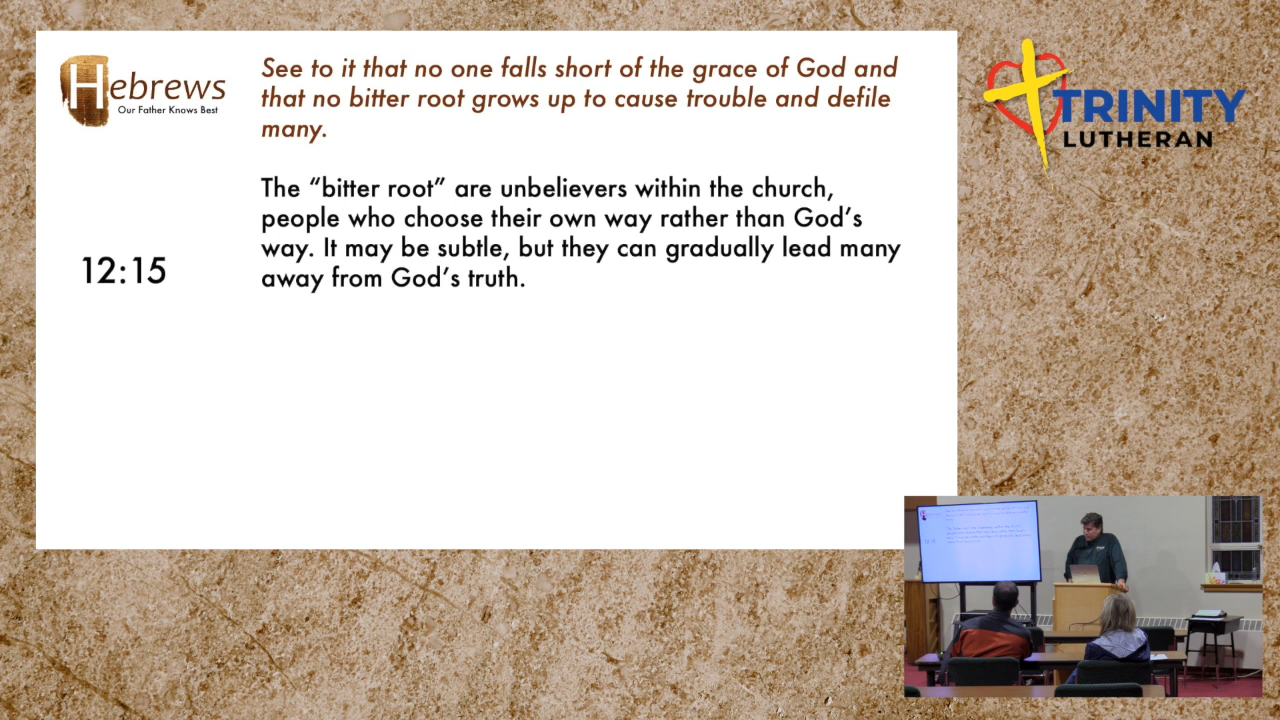 Hebrews
Our Father Knows Best
See to it that no one falls short of the grace of God and
that no bitter root grows up to cause trouble and defile
many.
The “bitter root” are unbelievers within the church,
people who choose their own way rather than God’s
way. It may be subtle, but they can gradually lead many
away from God’s truth.
12:15
TRINITY
LUTHERAN